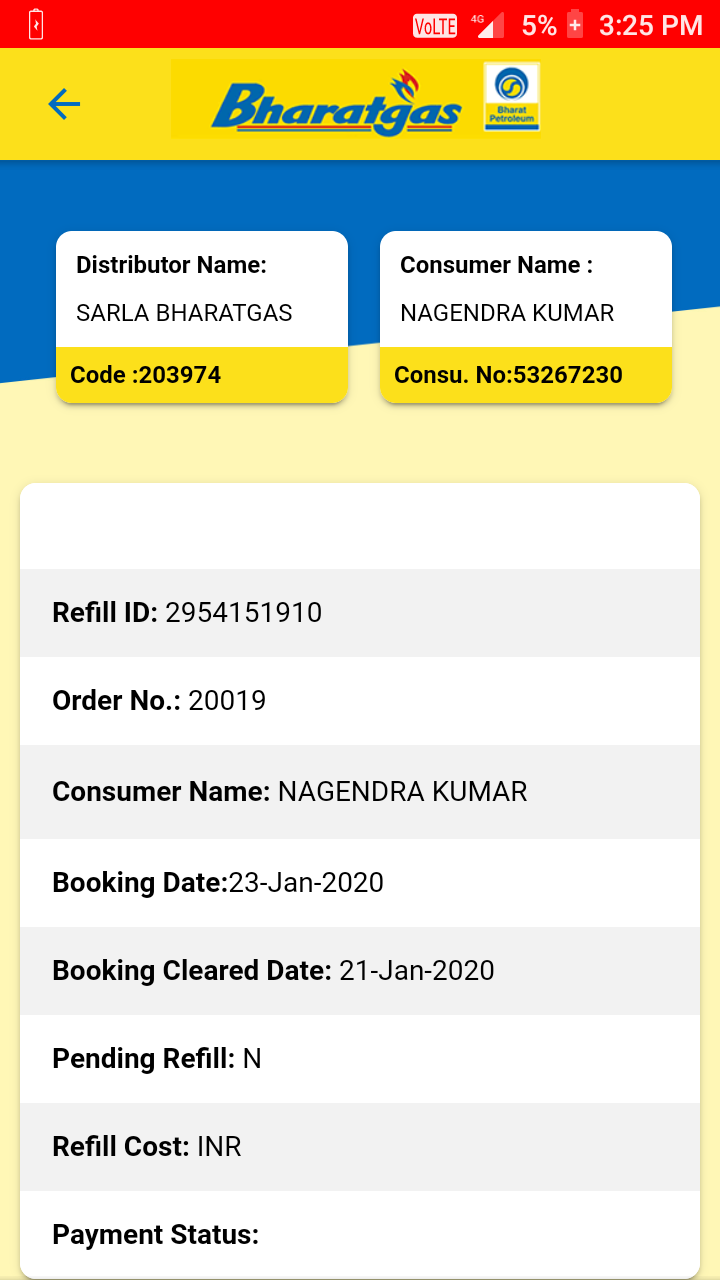 VoLTE 4G 5% 3:25 PM
Bharatgas
Bharat
Petroleum
Distributor Name:
SARLA BHARATGAS
Code :203974
Consumer Name :
NAGENDRA KUMAR
Consu. No:53267230
Refill ID: 2954151910
Order No.: 20019
Consumer Name: NAGENDRA KUMAR
Booking Date:23-Jan-2020
Booking Cleared Date: 21-Jan-2020
Pending Refill: N
Refill Cost: INR
Payment Status: